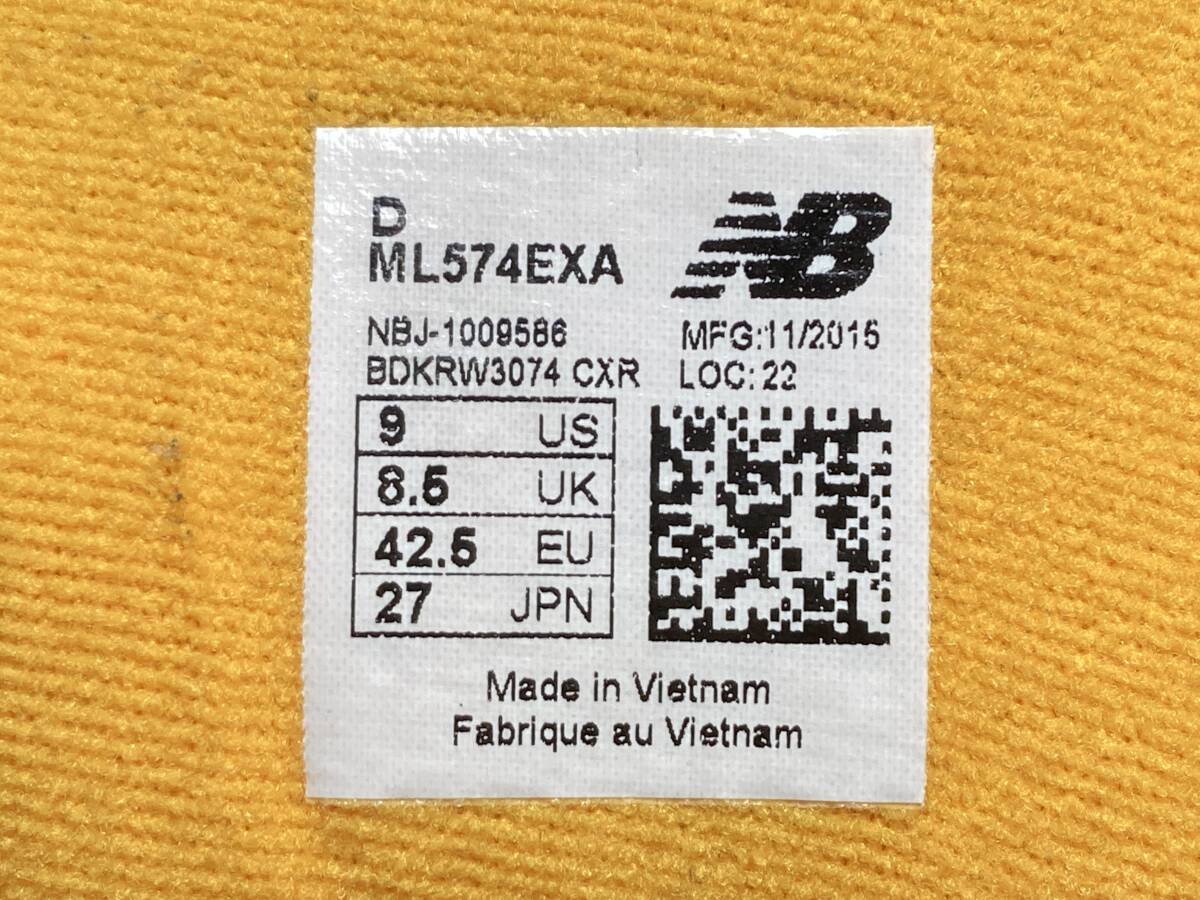 D
ML574EXA
NB
NBJ-1009586
MFG:11/2015
BDKRW3074 CXR
LOC: 22
9 US
8.5 UK
42.5 EU
27 JPN
Made in Vietnam
Fabrique au Vietnam